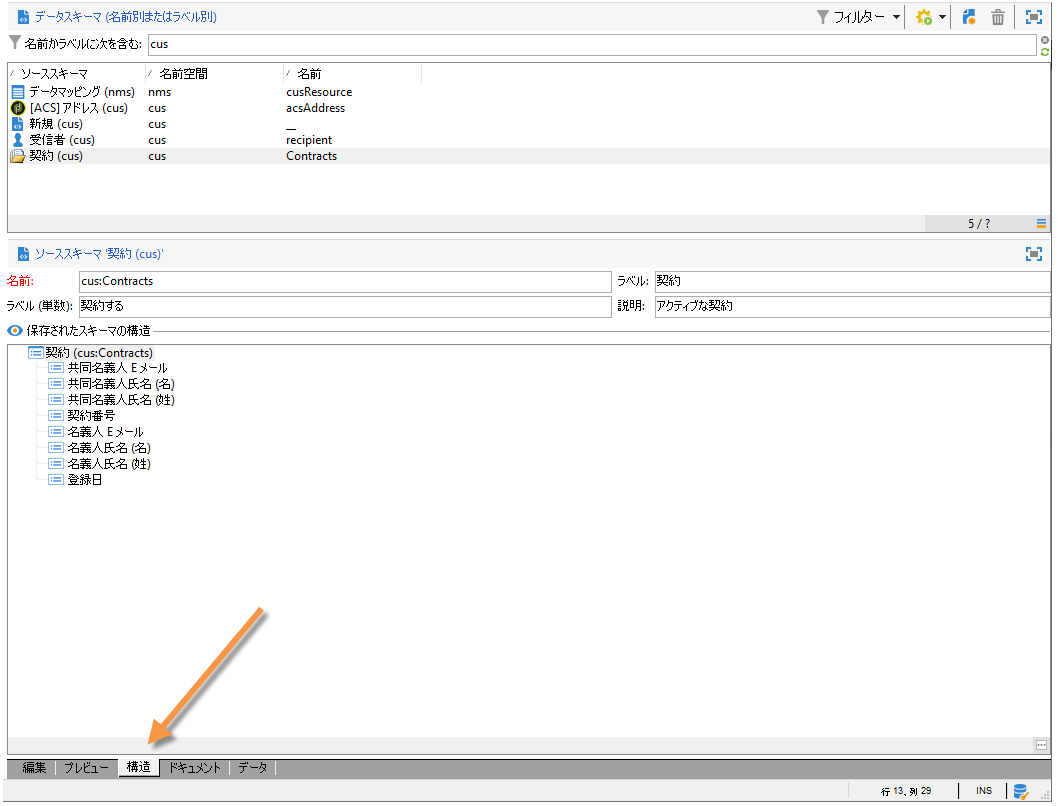 データスキーマ (名前別またはラベル別) フィルター
名前かラベルに次を含む: cus
ソーススキーマ 名前空間 名前
データマッピング (nms) nms cusResource
[ACS] アドレス (cus) cus acsAddress
新規 (cus) cus __
受信者 (cus) cus recipient
契約 (cus) cus Contracts
5 / ?
ソーススキーマ '契約 (cus)'
名前: cus:Contracts ラベル: 契約
ラベル (単数): 契約する 説明: アクティブな契約
保存されたスキーマの構造
契約 (cus:Contracts)
共同名義人 Eメール
共同名義人氏名 (名)
共同名義人氏名 (姓)
契約番号
名義人 Eメール
名義人氏名 (名)
名義人氏名 (姓)
登録日
編集 プレビュー 構造 ドキュメント データ
行 13、列 29 INS